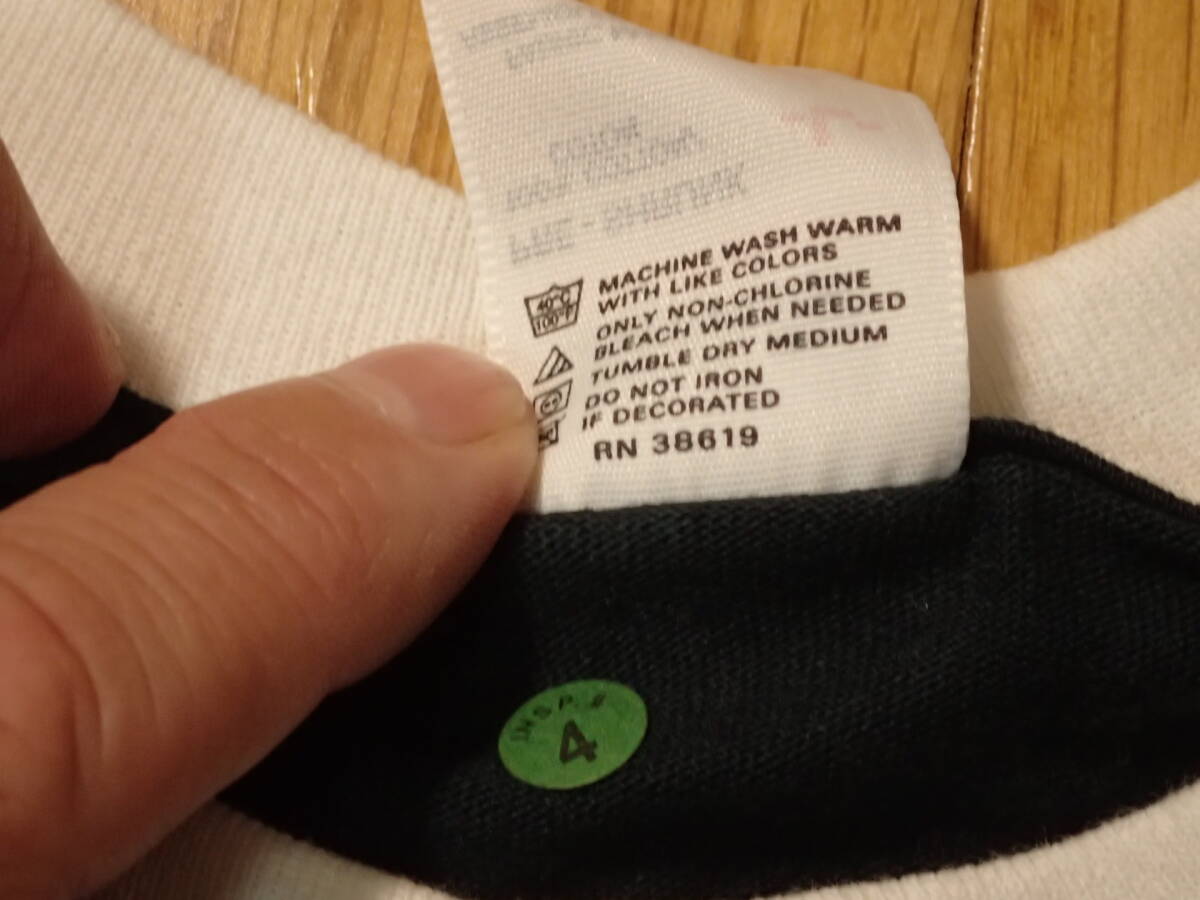 MACHINE WASH WARM
WITH LIKE COLORS
ONLY NON-CHLORINE
BLEACH WHEN NEEDED
TUMBLE DRY MEDIUM
DO NOT IRON
IF DECORATED
RN 38619
40°C
100°F
INSP. #
4